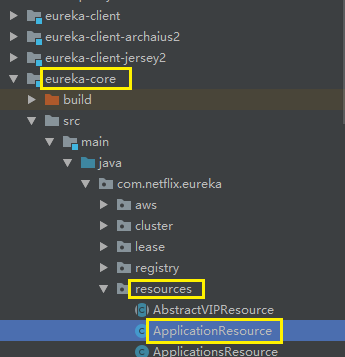 eureka-client
eureka-client-archaius2
eureka-client-jersey2
eureka-core
build
src
main
java
com.netflix.eureka
aws
cluster
lease
registry
resources
AbstractVIPResource
ApplicationResource
ApplicationsResource